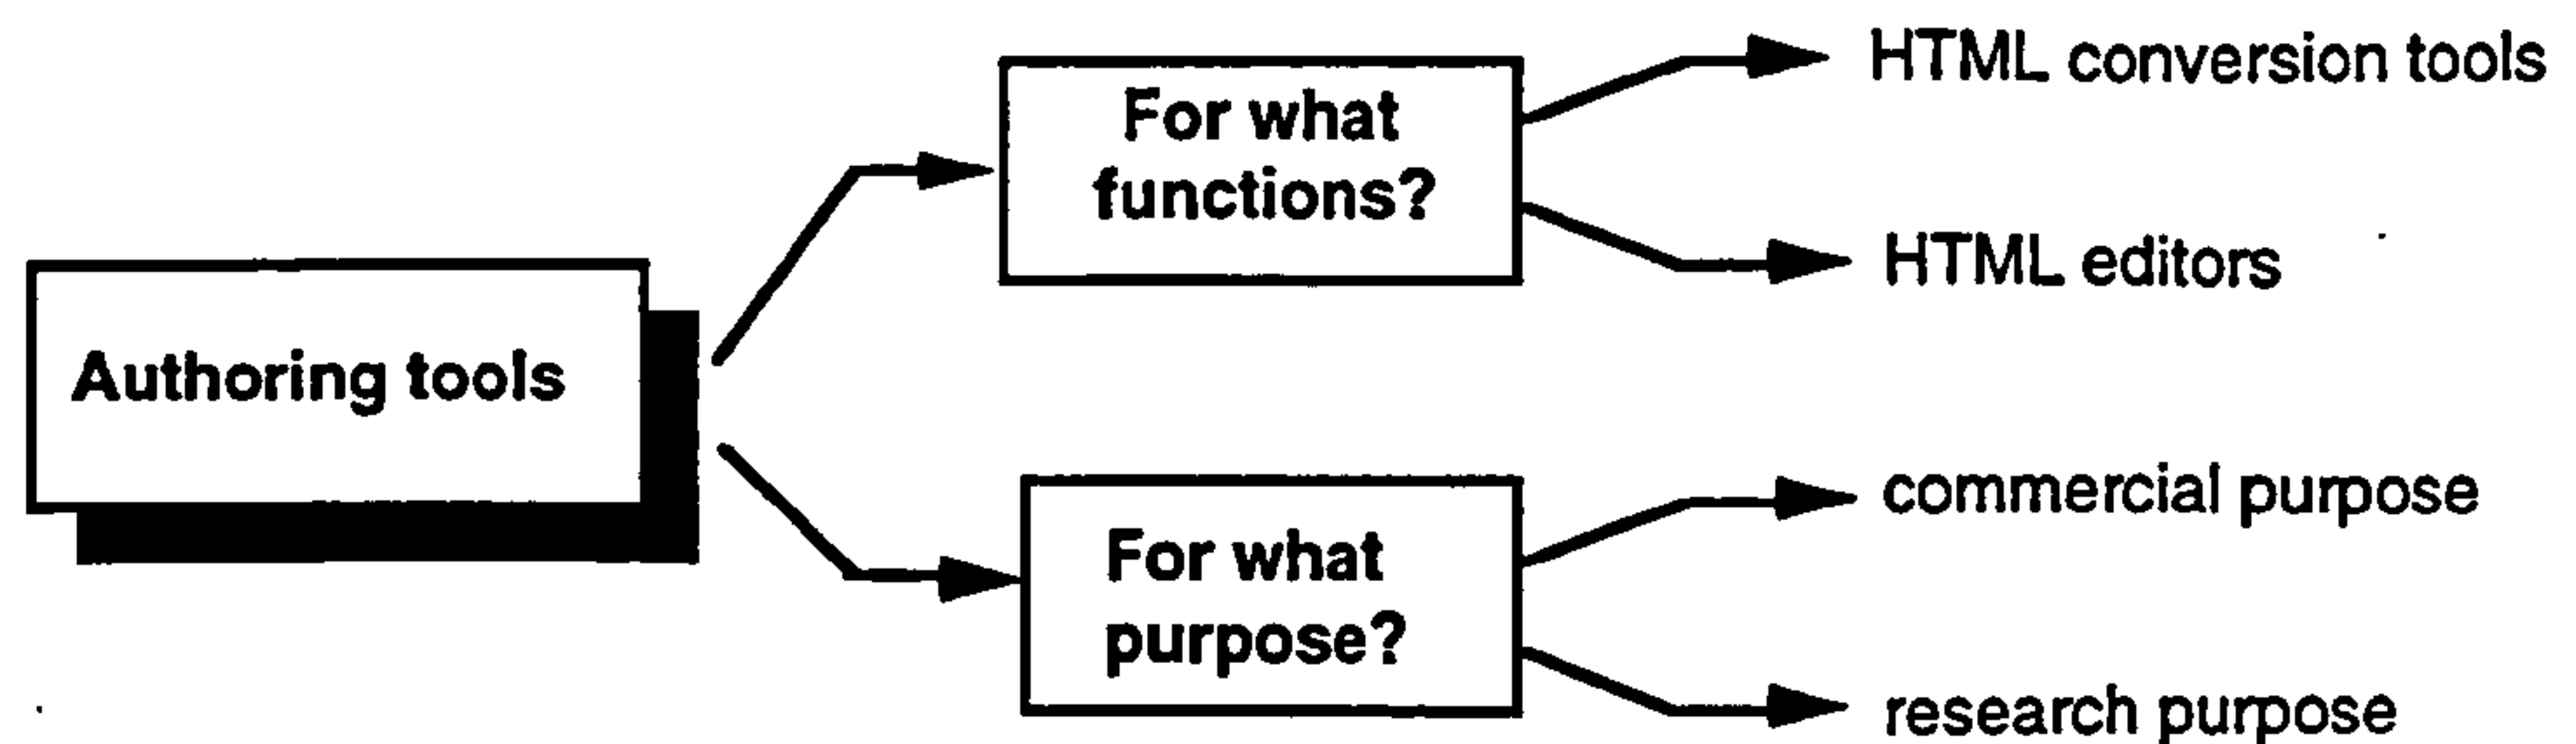 Authoring tools
For what
functions?
HTML conversion tools
HTML editors
For what
purpose?
commercial purpose
research purpose